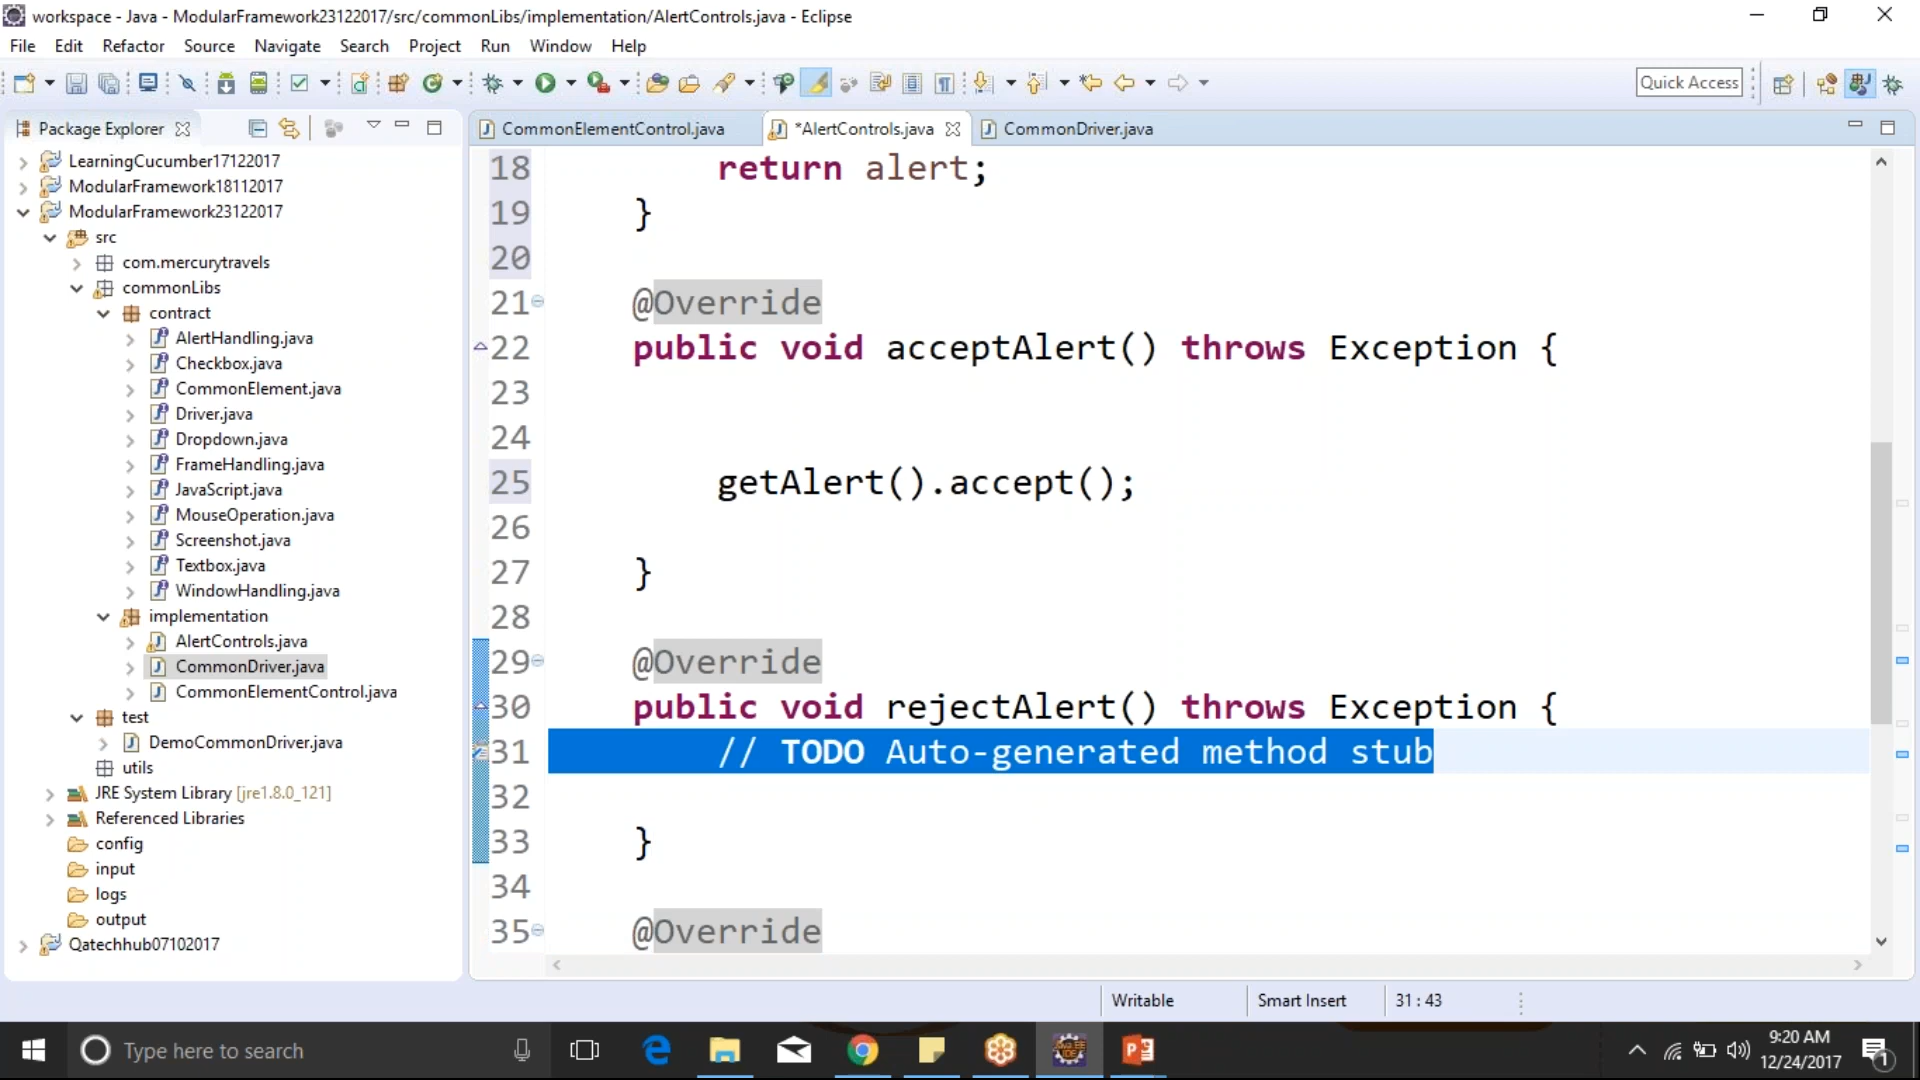 workspace - Java - ModularFramework23122017/src/commonLibs/implementation/AlertControls.java - Eclipse
File Edit Refactor Source Navigate Search Project Run Window Help
Quick Access
Package Explorer
LearningCucumber17122017
ModularFramework18112017
ModularFramework23122017
src
com.mercurytravels
commonLibs
contract
AlertHandling.java
Checkbox.java
CommonElement.java
Driver.java
Dropdown.java
FrameHandling.java
JavaScript.java
MouseOperation.java
Screenshot.java
Textbox.java
WindowHandling.java
implementation
AlertControls.java
CommonDriver.java
CommonElementControl.java
test
DemoCommonDriver.java
utils
JRE System Library [jre1.8.0_121]
Referenced Libraries
config
input
logs
output
Qatechhub07102017
CommonElementControl.java *AlertControls.java CommonDriver.java
18 return alert;
19 }
20
21 @Override
22 public void acceptAlert() throws Exception {
23
24
25 getAlert().accept();
26
27 }
28
29 @Override
30 public void rejectAlert() throws Exception {
31 // TODO Auto-generated method stub
32
33 }
34
35 @Override
Writable Smart Insert 31 : 43
Type here to search
9:20 AM
12/24/2017
1